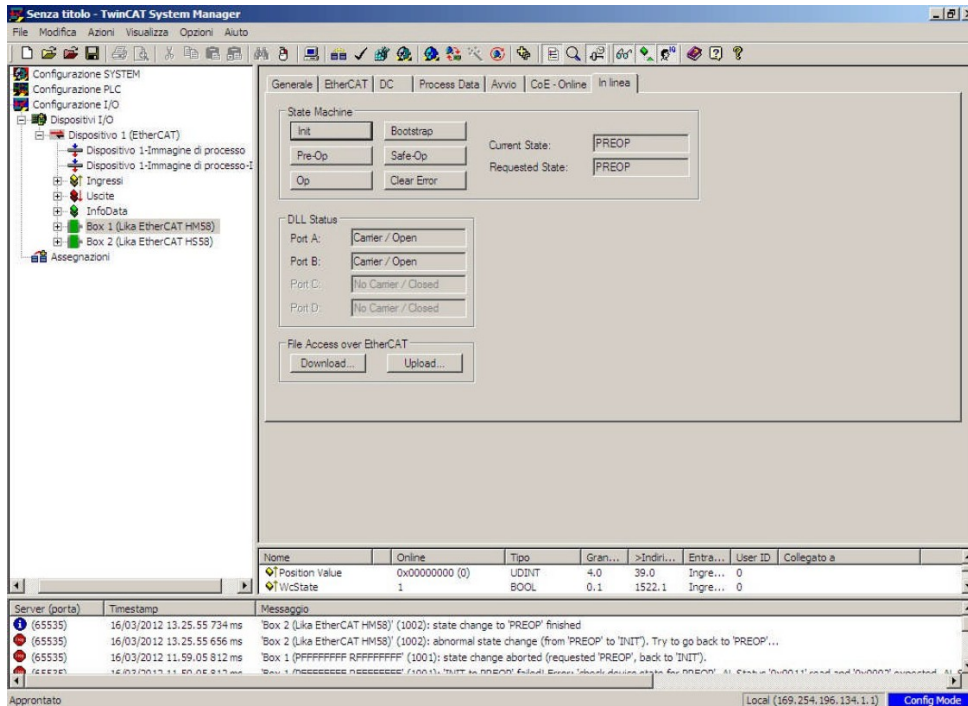 Senza titolo - TwinCAT System Manager
File Modifica Azioni Visualizza Opzioni Aiuto
Configurazione SYSTEM
Configurazione PLC
Configurazione I/O
Dispositivi I/O
Dispositivo 1 (EtherCAT)
Dispositivo 1-Immagine di processo
Dispositivo 1-Immagine di processo-I
Ingressi
Uscite
InfoData
Box 1 (Lika EtherCAT HM58)
Box 2 (Lika EtherCAT HS58)
Assegnazioni
Generale EtherCAT DC Process Data Avvio CoE - Online In linea
State Machine
Init Bootstrap
Pre-Op Safe-Op
Op Clear Error
Current State: PREOP
Requested State: PREOP
DLL Status
Port A: Carrier / Open
Port B: Carrier / Open
Port C: No Carrier / Closed
Port D: No Carrier / Closed
File Access over EtherCAT
Download... Upload...
Nome Online Tipo Gran... >Indiri... Entra... User ID Collegato a
Position Value 0x00000000 (0) UDINT 4.0 39.0 Ingre... 0
WcState 1 BOOL 0.1 1522.1 Ingre... 0
Server (porta) Timestamp Messaggio
(65535) 16/03/2012 13.25.55 734 ms 'Box 2 (Lika EtherCAT HS58)' (1002): state change to 'PREOP' finished
(65535) 16/03/2012 13.25.55 656 ms 'Box 2 (Lika EtherCAT HM58)' (1002): abnormal state change (from 'PREOP' to 'INIT'). Try to go back to 'PREOP'...
(65535) 16/03/2012 11.59.05 812 ms 'Box 1 (PFFFFFFFF RFFFFFFFF' (1001): state change aborted (requested 'PREOP', back to 'INIT').
Approntato
Local (169.254.196.134.1.1) Config Mode